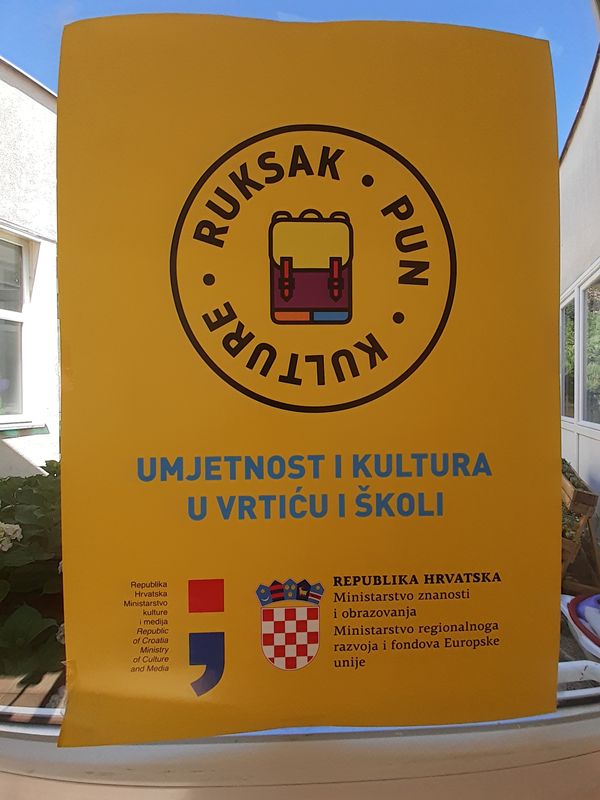 RUKSAK • PUN • KULTURE •
UMJETNOST I KULTURA
U VRTIĆU I ŠKOLI
Republika
Hrvatska
Ministarstvo
kulture
i medija
Republic
of Croatia
Ministry
of Culture
and Media
REPUBLIKA HRVATSKA
Ministarstvo znanosti
i obrazovanja
Ministarstvo regionalnoga
razvoja i fondova Europske
unije